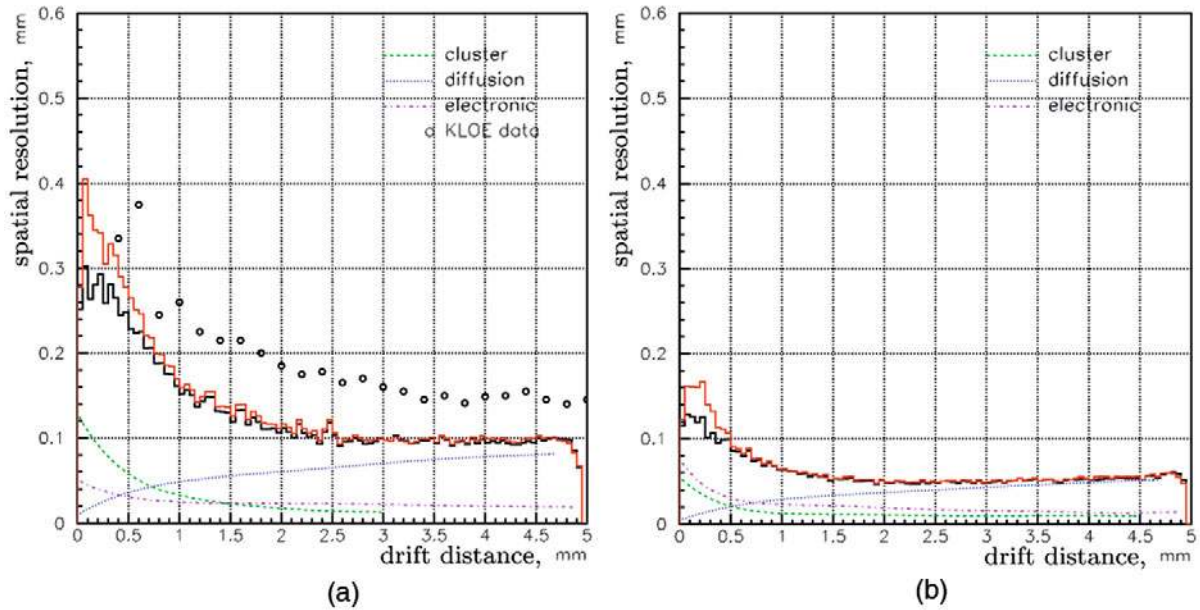 spatial resolution, mm
0.6
0.5
0.4
0.3
0.2
0.1
0
cluster
diffusion
electronic
o KLOE data
0 0.5 1 1.5 2 2.5 3 3.5 4 4.5 5
drift distance, mm
(a)
spatial resolution, mm
0.6
0.5
0.4
0.3
0.2
0.1
0
cluster
diffusion
electronic
0 0.5 1 1.5 2 2.5 3 3.5 4 4.5 5
drift distance, mm
(b)